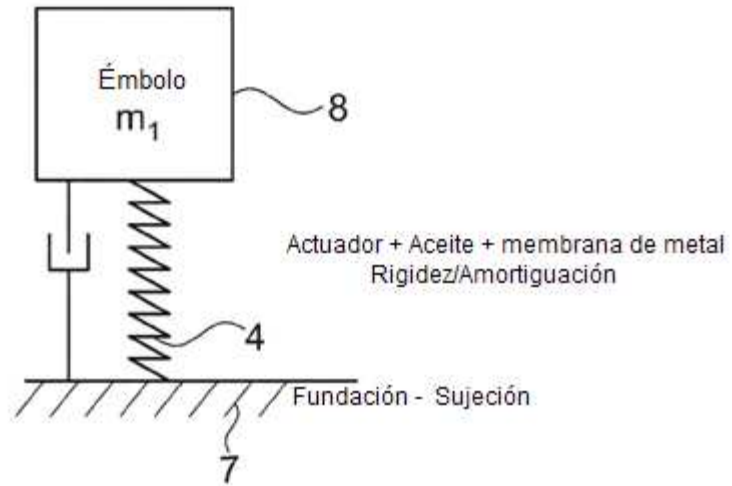 Émbolo
m₁
8
Actuador + Aceite + membrana de metal
Rigidez/Amortiguación
4
Fundación - Sujeción
7